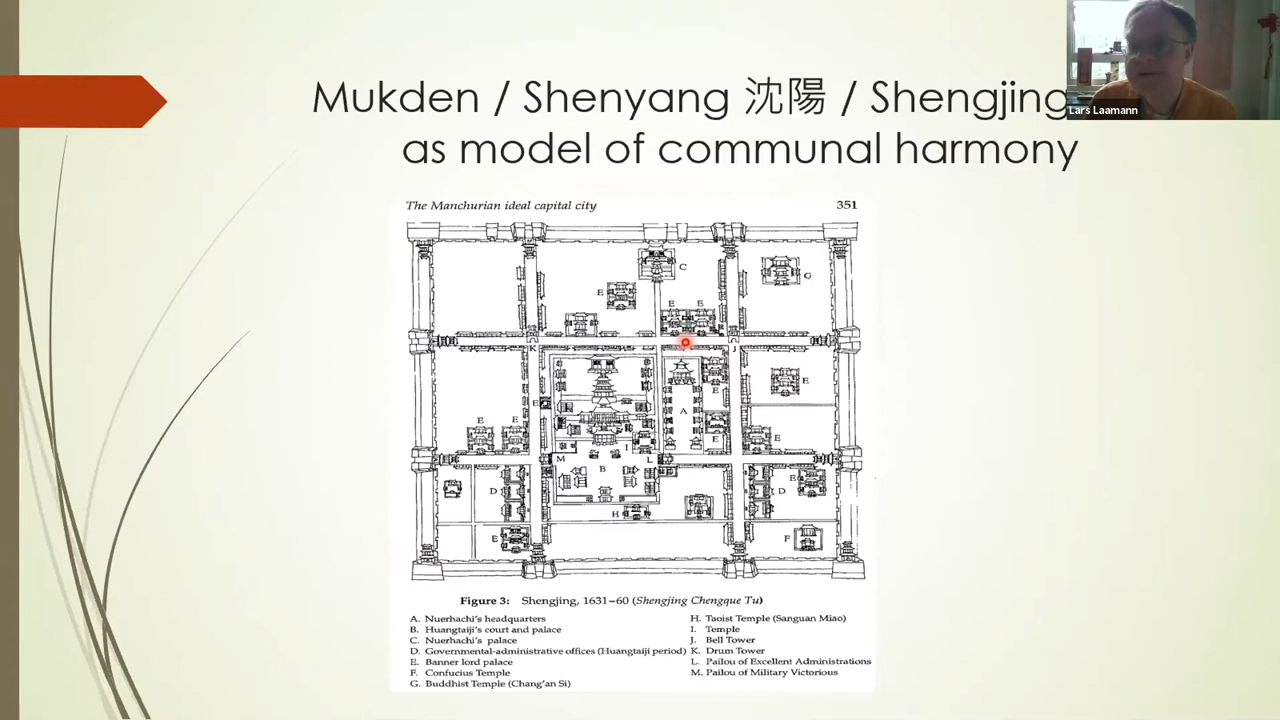 Mukden / Shenyang 沈陽 / Shengjing
as model of communal harmony
Lars Laamann
The Manchurian ideal capital city
351
C
G
E
E
E
K
J
E
E
A
E
E
E
E
E
I
M
L
B
D
E
D
H
E
F
Figure 3: Shengjing, 1631–60 (Shengjing Chengque Tu)
A. Nuerhachi's headquarters
B. Huangtaiji's court and palace
C. Nuerhachi's palace
D. Governmental-administrative offices (Huangtaiji period)
E. Banner lord palace
F. Confucius Temple
G. Buddhist Temple (Chang'an Si)
H. Taoist Temple (Sanguan Miao)
I. Temple
J. Bell Tower
K. Drum Tower
L. Pailou of Excellent Administrations
M. Pailou of Military Victorious